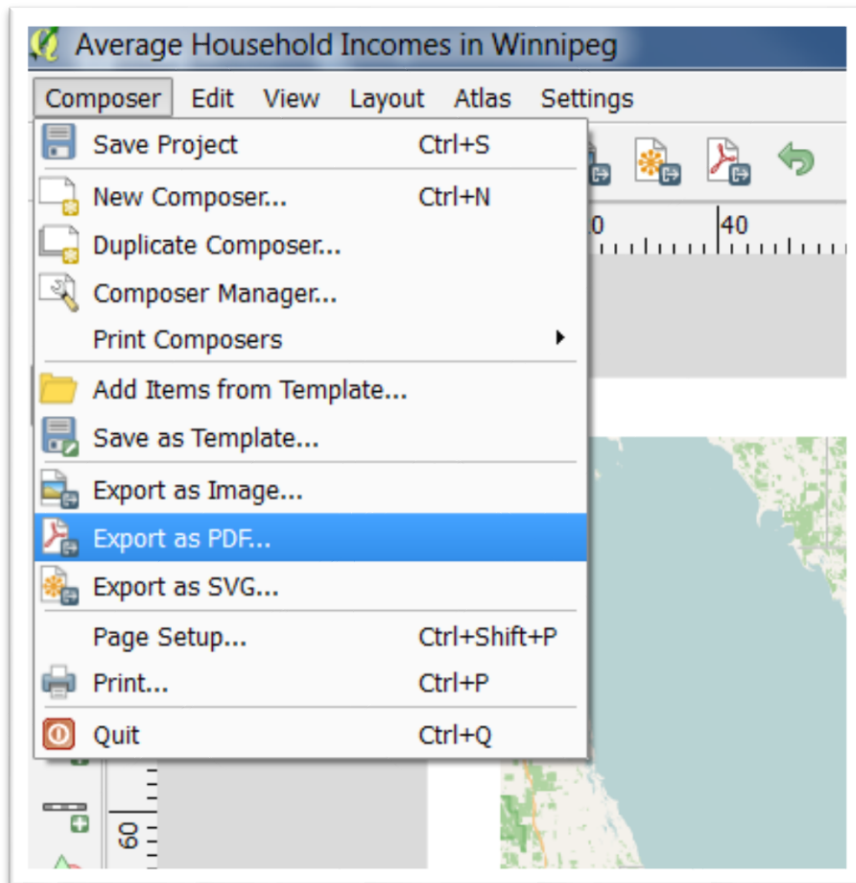 Average Household Incomes in Winnipeg
Composer Edit View Layout Atlas Settings
Save Project Ctrl+S
New Composer... Ctrl+N
Duplicate Composer...
Composer Manager...
Print Composers
Add Items from Template...
Save as Template...
Export as Image...
Export as PDF...
Export as SVG...
Page Setup... Ctrl+Shift+P
Print... Ctrl+P
Quit Ctrl+Q
40
60